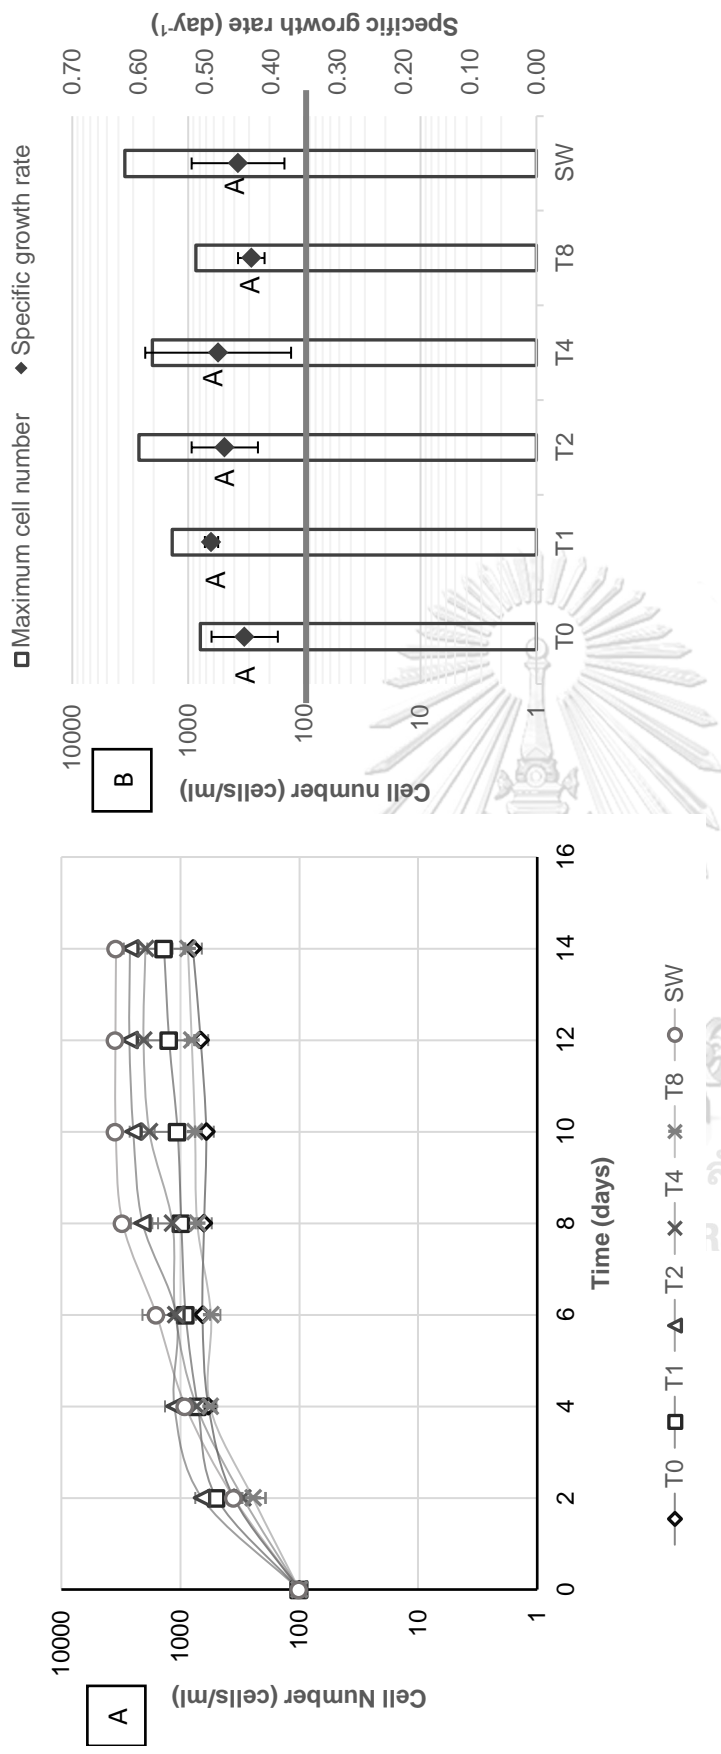 A
Cell Number (cells/ml)
10000
1000
100
10
1
0
2
4
6
8
10
12
14
16
Time (days)
T0
T1
T2
T4
T8
SW
B
Maximum cell number
Specific growth rate
Cell number (cells/ml)
10000
1000
100
10
1
A
A
A
A
A
A
T0
T1
T2
T4
T8
SW
0.70
0.60
0.50
0.40
0.30
0.20
0.10
0.00
Specific growth rate (day-1)